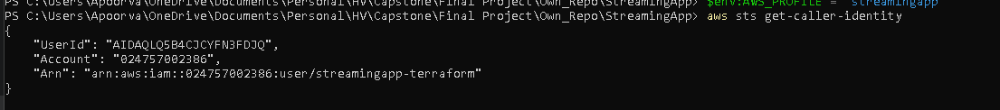 PS C:\Users\Apoorva\OneDrive\Documents\Personal\HV\Capstone\Final Project\Own_Repo\StreamingApp> $env:AWS_PROFILE = "streamingapp"
PS C:\Users\Apoorva\OneDrive\Documents\Personal\HV\Capstone\Final Project\Own_Repo\StreamingApp> aws sts get-caller-identity
{
    "UserId": "AIDAQLQ5B4CJCYFN3FDJQ",
    "Account": "024757002386",
    "Arn": "arn:aws:iam::024757002386:user/streamingapp-terraform"
}